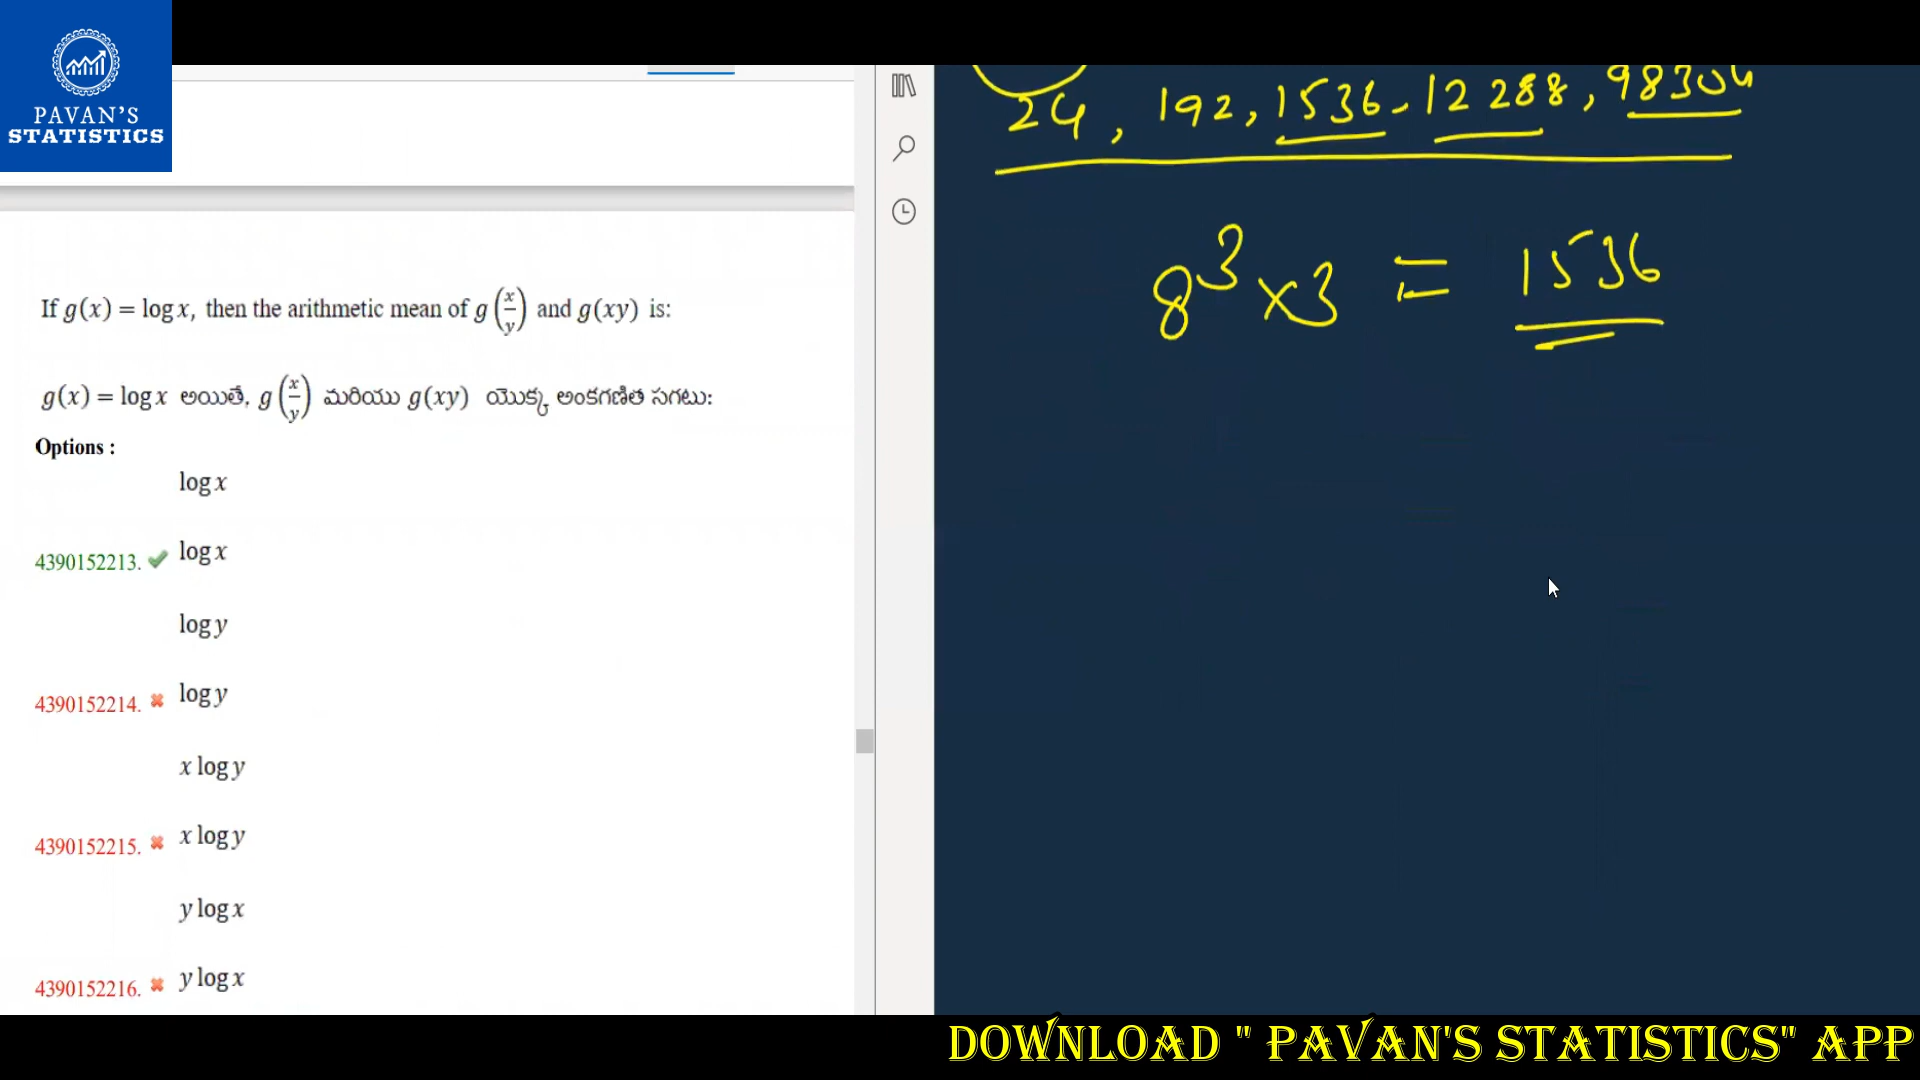 PAVAN'S
STATISTICS
24, 192, 1536, 12288, 98304
8³ × 3 = 1536
If g(x) = log x, then the arithmetic mean of g(x/y) and g(xy) is:
g(x) = log x అయితే, g(x/y) మరియు g(xy) యొక్క అంకగణిత సగటు:
Options :
log x
4390152213. ✔ log x
log y
4390152214. ✖ log y
x log y
4390152215. ✖ x log y
y log x
4390152216. ✖ y log x
DOWNLOAD " PAVAN'S STATISTICS" APP